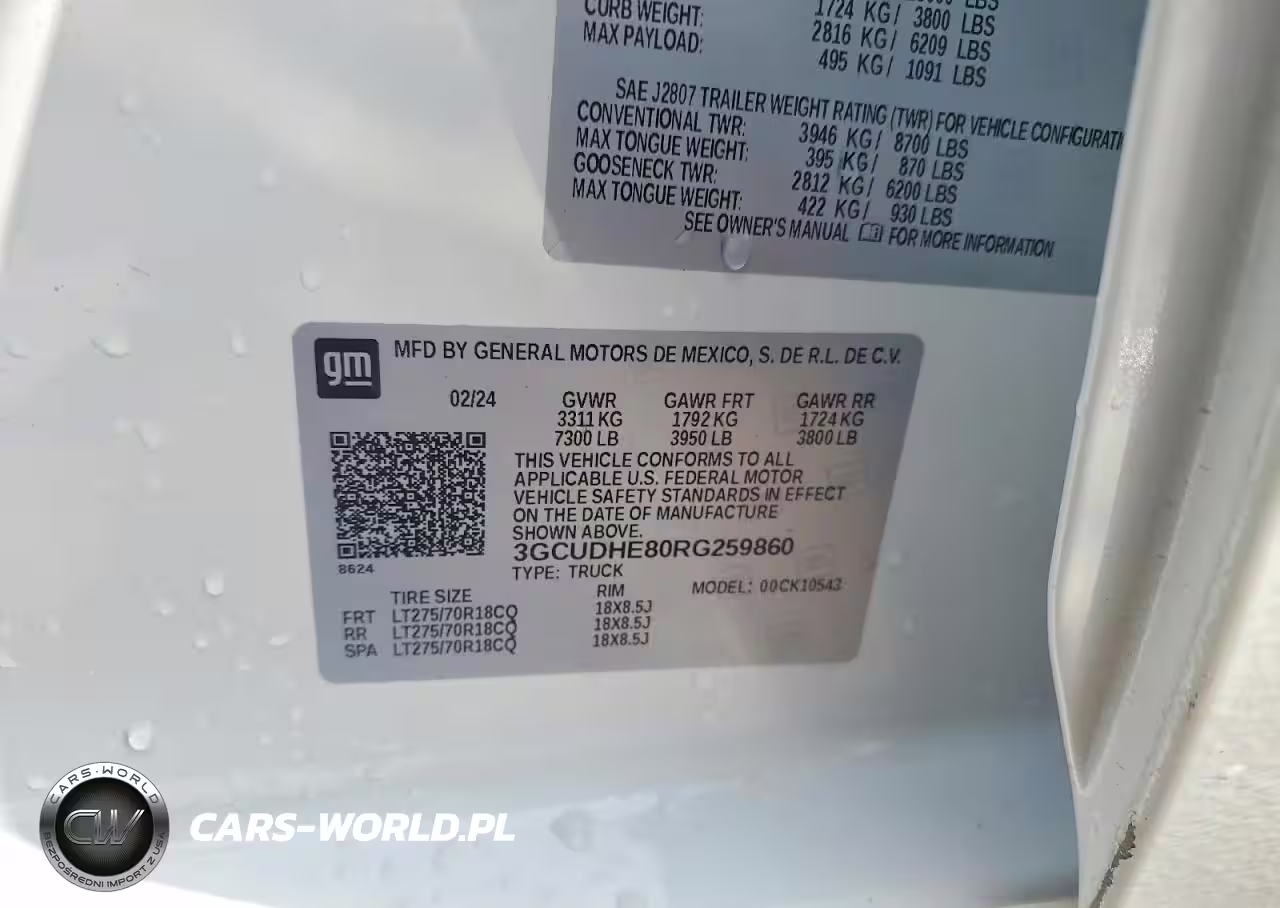 CURB WEIGHT: 1724 KG/ 3800 LBS
MAX PAYLOAD: 2816 KG/ 6209 LBS
495 KG/ 1091 LBS
SAE J2807 TRAILER WEIGHT RATING (TWR) FOR VEHICLE
CONVENTIONAL TWR: 3946 KG/ 8700 LBS
MAX TONGUE WEIGHT: 395 KG/ 870 LBS
GOOSENECK TWR: 2812 KG/ 6200 LBS
MAX TONGUE WEIGHT: 422 KG/ 930 LBS
SEE OWNER'S MANUAL FOR MORE INFORMATION
gm
MFD BY GENERAL MOTORS DE MEXICO, S. DE R.L. DE C.V.
02/24 GVWR GAWR FRT GAWR RR
3311 KG 1792 KG 1724 KG
7300 LB 3950 LB 3800 LB
THIS VEHICLE CONFORMS TO ALL
APPLICABLE U.S. FEDERAL MOTOR
VEHICLE SAFETY STANDARDS IN EFFECT
ON THE DATE OF MANUFACTURE
SHOWN ABOVE.
3GCUDHE80RG259860
8624
TYPE: TRUCK MODEL: 00CK10543
TIRE SIZE RIM
FRT LT275/70R18CQ 18X8.5J
RR LT275/70R18CQ 18X8.5J
SPA LT275/70R18CQ 18X8.5J
CARS-WORLD
CW
BEZPOŚREDNI IMPORT Z USA
CARS-WORLD.PL